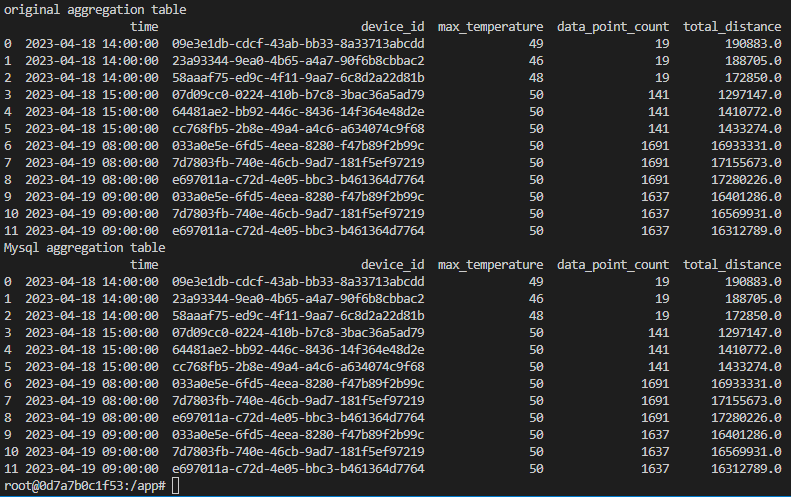 original aggregation table
time device_id max_temperature data_point_count total_distance
0 2023-04-18 14:00:00 09e3e1db-cdcf-43ab-bb33-8a33713abcdd 49 19 190883.0
1 2023-04-18 14:00:00 23a93344-9ea0-4b65-a4a7-90f6b8cbbac2 46 19 188705.0
2 2023-04-18 14:00:00 58aaaf75-ed9c-4f11-9aa7-6c8d2a22d81b 48 19 172850.0
3 2023-04-18 15:00:00 07d09cc0-0224-410b-b7c8-3bac36a5ad79 50 141 1297147.0
4 2023-04-18 15:00:00 64481ae2-bb92-446c-8436-14f364e48d2e 50 141 1410772.0
5 2023-04-18 15:00:00 cc768fb5-2b8e-49a4-a4c6-a634074c9f68 50 141 1433274.0
6 2023-04-19 08:00:00 033a0e5e-6fd5-4eea-8280-f47b89f2b99c 50 1691 16933331.0
7 2023-04-19 08:00:00 7d7803fb-740e-46cb-9ad7-181f5ef97219 50 1691 17155673.0
8 2023-04-19 08:00:00 e697011a-c72d-4e05-bbc3-b461364d7764 50 1691 17280226.0
9 2023-04-19 09:00:00 033a0e5e-6fd5-4eea-8280-f47b89f2b99c 50 1637 16401286.0
10 2023-04-19 09:00:00 7d7803fb-740e-46cb-9ad7-181f5ef97219 50 1637 16569931.0
11 2023-04-19 09:00:00 e697011a-c72d-4e05-bbc3-b461364d7764 50 1637 16312789.0
Mysql aggregation table
time device_id max_temperature data_point_count total_distance
0 2023-04-18 14:00:00 09e3e1db-cdcf-43ab-bb33-8a33713abcdd 49 19 190883.0
1 2023-04-18 14:00:00 23a93344-9ea0-4b65-a4a7-90f6b8cbbac2 46 19 188705.0
2 2023-04-18 14:00:00 58aaaf75-ed9c-4f11-9aa7-6c8d2a22d81b 48 19 172850.0
3 2023-04-18 15:00:00 07d09cc0-0224-410b-b7c8-3bac36a5ad79 50 141 1297147.0
4 2023-04-18 15:00:00 64481ae2-bb92-446c-8436-14f364e48d2e 50 141 1410772.0
5 2023-04-18 15:00:00 cc768fb5-2b8e-49a4-a4c6-a634074c9f68 50 141 1433274.0
6 2023-04-19 08:00:00 033a0e5e-6fd5-4eea-8280-f47b89f2b99c 50 1691 16933331.0
7 2023-04-19 08:00:00 7d7803fb-740e-46cb-9ad7-181f5ef97219 50 1691 17155673.0
8 2023-04-19 08:00:00 e697011a-c72d-4e05-bbc3-b461364d7764 50 1691 17280226.0
9 2023-04-19 09:00:00 033a0e5e-6fd5-4eea-8280-f47b89f2b99c 50 1637 16401286.0
10 2023-04-19 09:00:00 7d7803fb-740e-46cb-9ad7-181f5ef97219 50 1637 16569931.0
11 2023-04-19 09:00:00 e697011a-c72d-4e05-bbc3-b461364d7764 50 1637 16312789.0
root@0d7a7b0c1f53:/app#